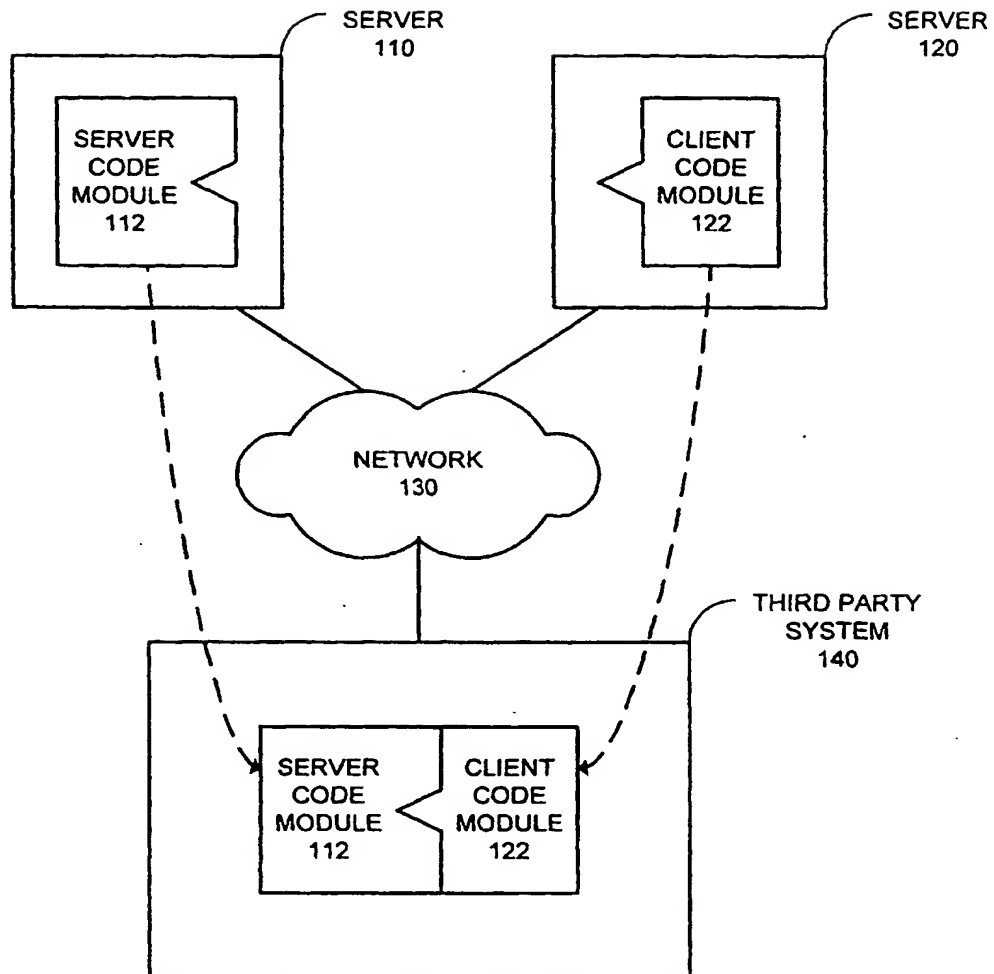 SERVER
110
SERVER
120
SERVER
CODE
MODULE
112
CLIENT
CODE
MODULE
122
NETWORK
130
THIRD PARTY
SYSTEM
140
SERVER
CODE
MODULE
112
CLIENT
CODE
MODULE
122